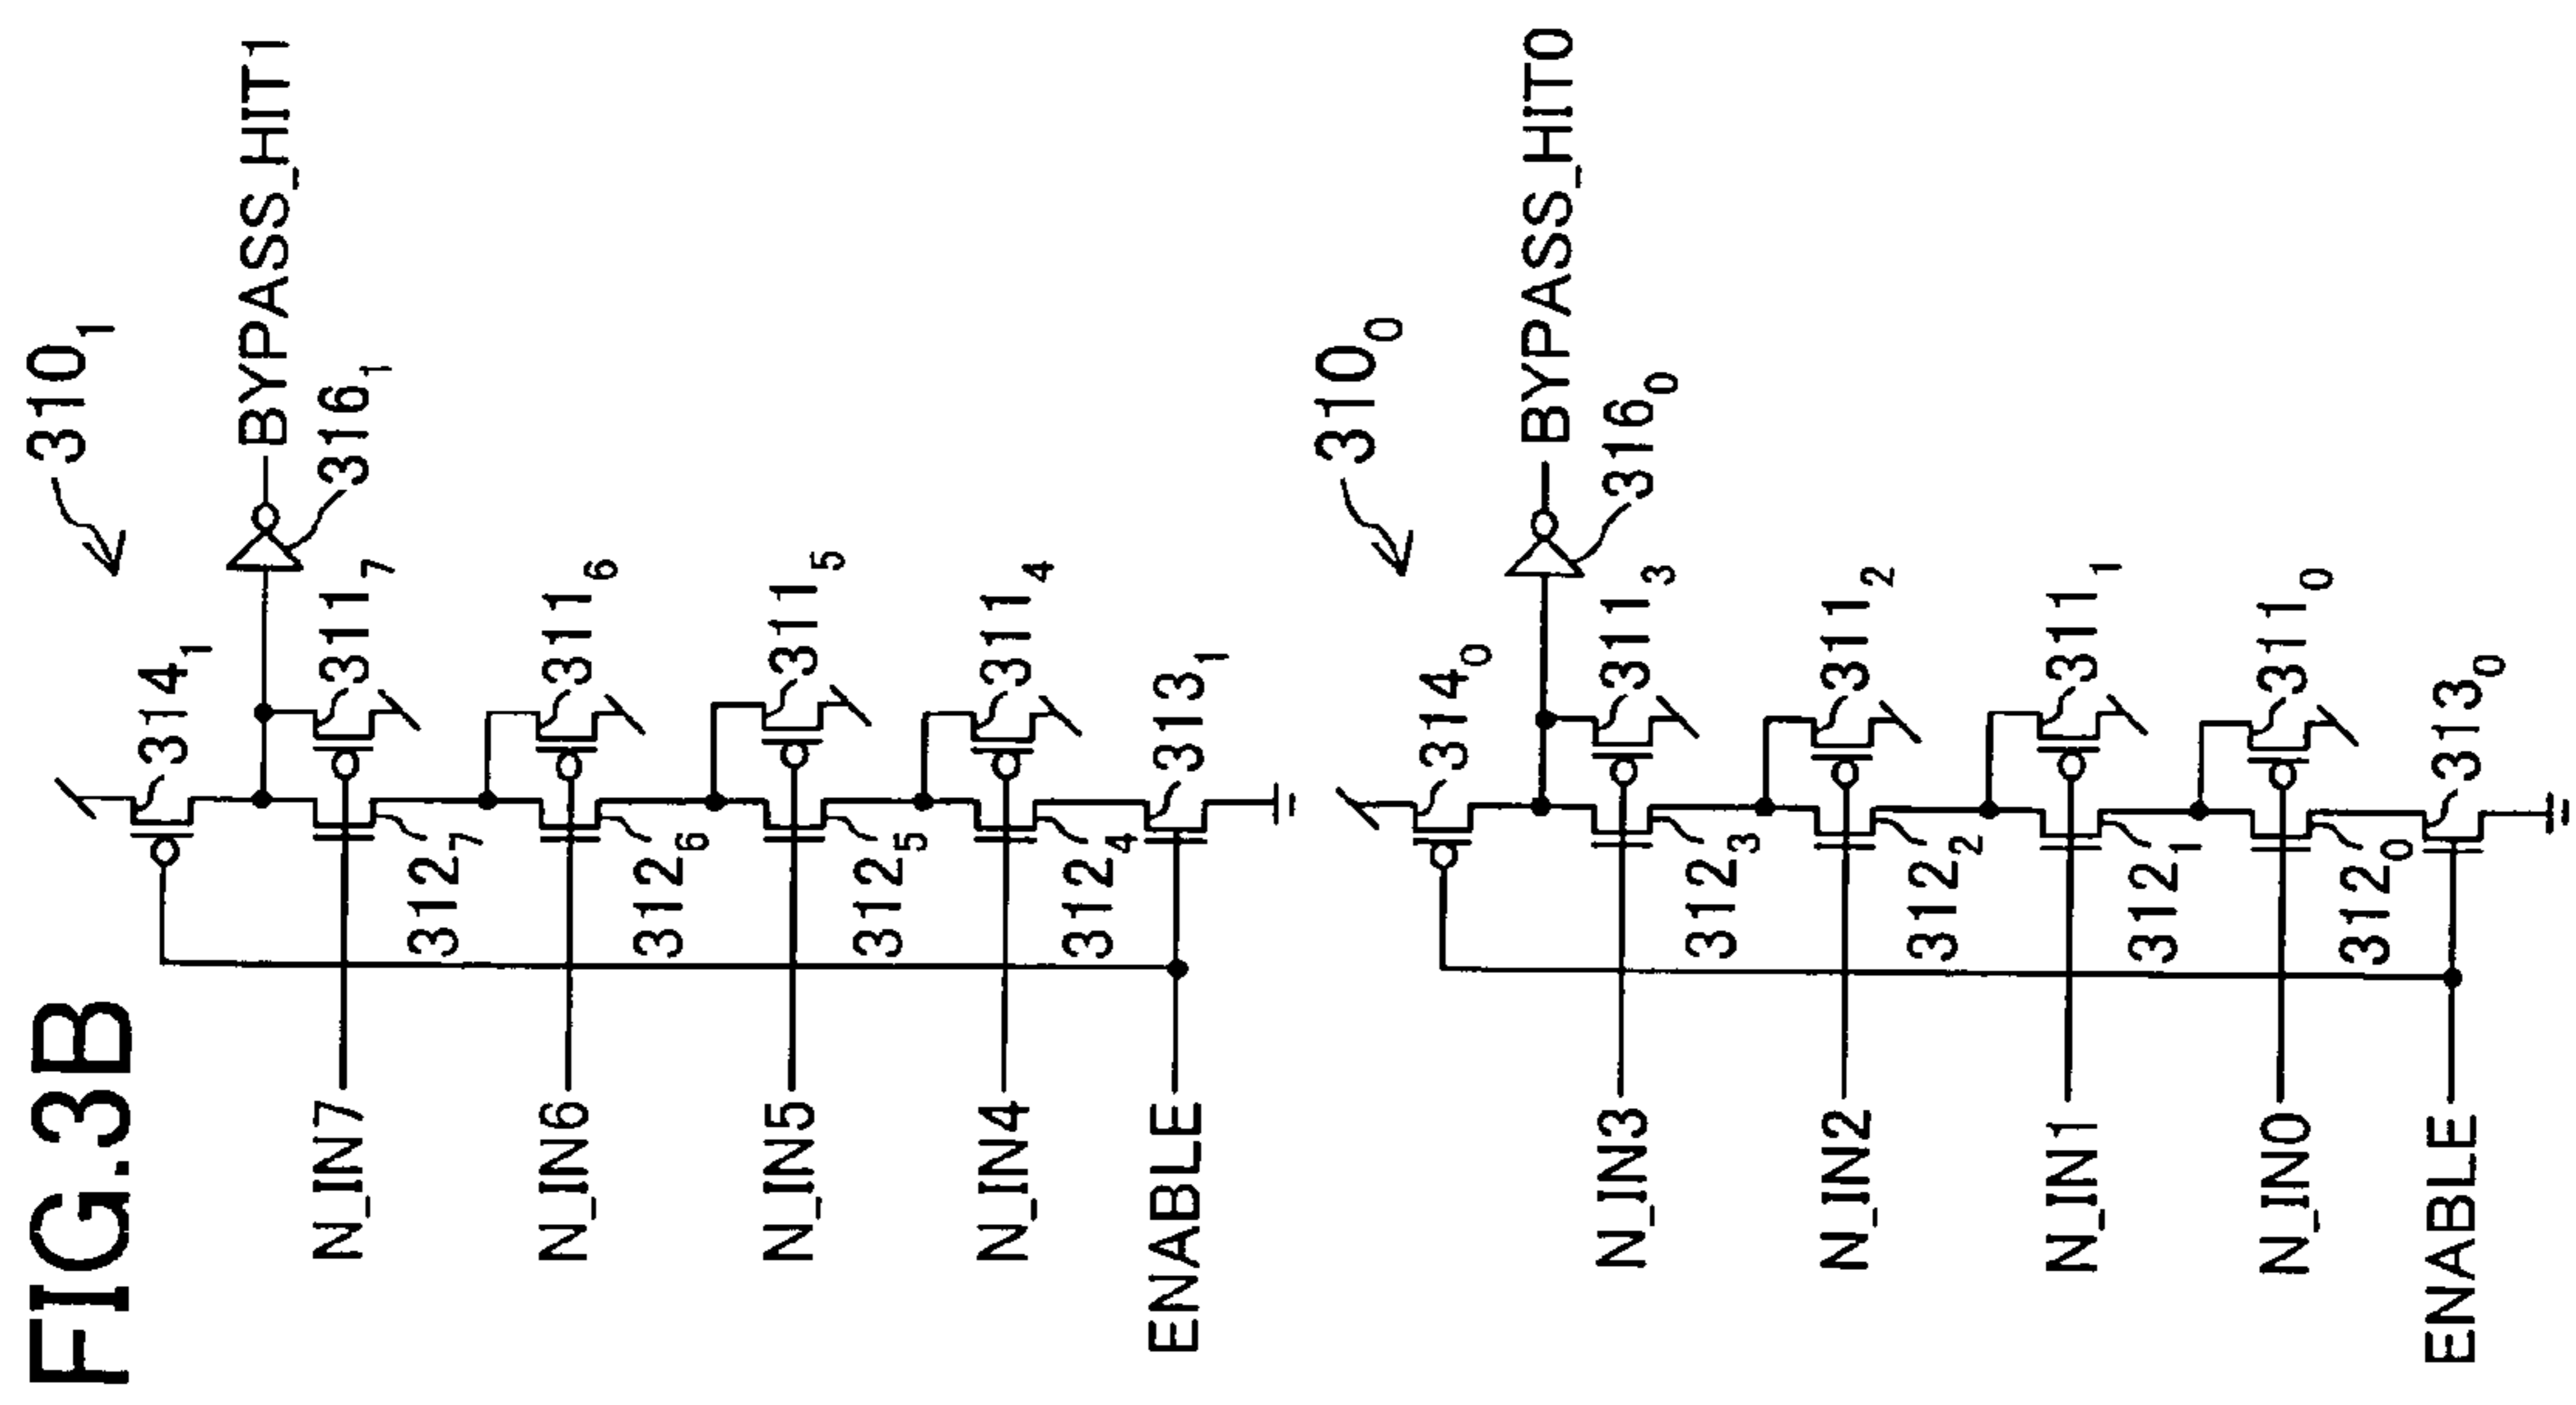 FIG.3B
310₁
314₁
BYPASS_HIT1
316₁
N_IN7
312₇
311₇
N_IN6
312₆
311₆
N_IN5
312₅
311₅
N_IN4
312₄
311₄
ENABLE
313₁
310₀
314₀
BYPASS_HIT0
316₀
N_IN3
312₃
311₃
N_IN2
312₂
311₂
N_IN1
312₁
311₁
N_IN0
312₀
311₀
ENABLE
313₀